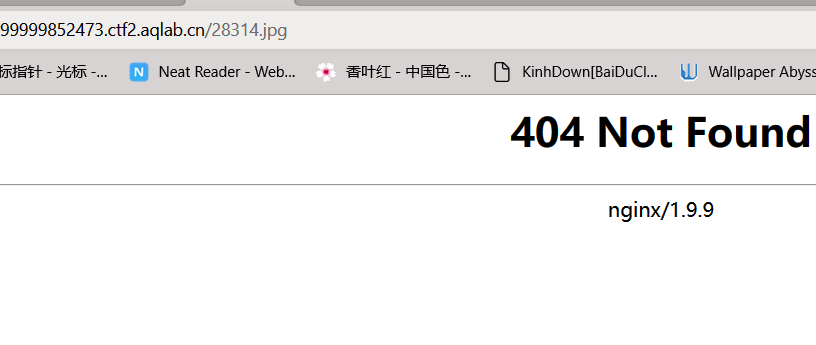 99999852473.ctf2.aqlab.cn/28314.jpg
标指针 - 光标 -... Neat Reader - Web... 香叶红 - 中国色 -... KinhDown[BaiDuCl... Wallpaper Abyss
404 Not Found
nginx/1.9.9